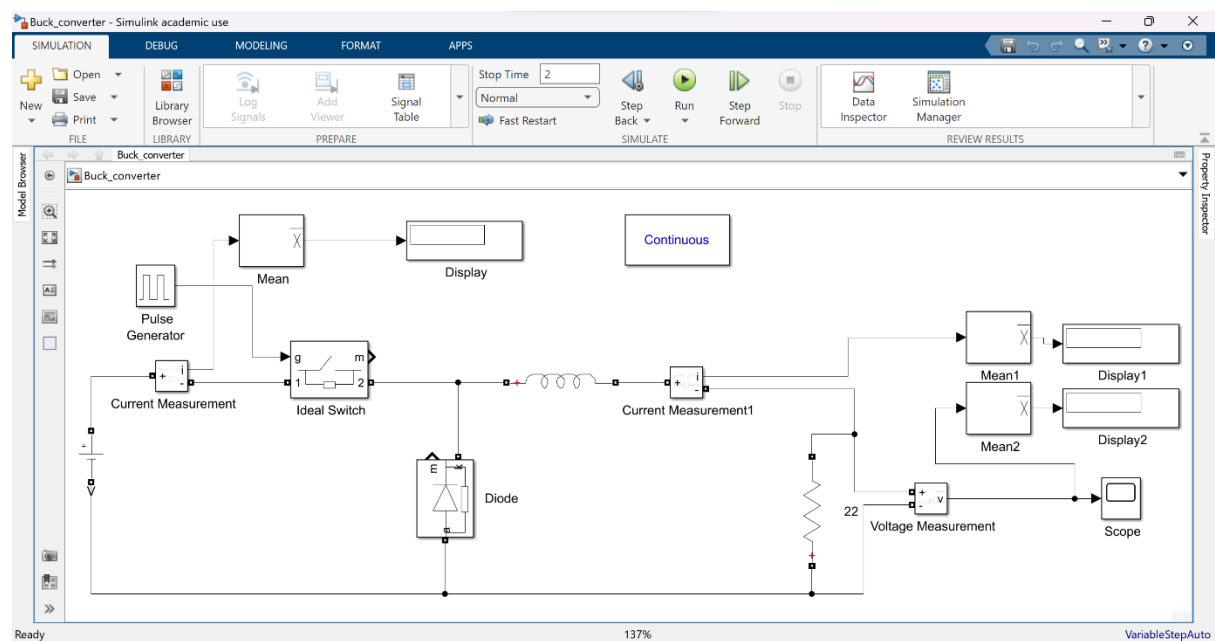 Buck_converter - Simulink academic use
SIMULATION DEBUG MODELING FORMAT APPS
New
Open
Save
Print
FILE
Library
Browser
LIBRARY
Log
Signals
Add
Viewer
Signal
Table
PREPARE
Stop Time 2
Normal
Fast Restart
Step
Back
Run
Step
Forward
Stop
SIMULATE
Data
Inspector
Simulation
Manager
REVIEW RESULTS
Model Browser
Buck_converter
Buck_converter
Property Inspector
Mean
Display
Continuous
Pulse
Generator
i
+
-
Current Measurement
g m
1 2
Ideal Switch
+
+
i
+
-
Current Measurement1
Mean1
Display1
Mean2
Display2
m k
a
Diode
v
22
+
-
v
Voltage Measurement
Scope
+
Ready
137%
VariableStepAuto